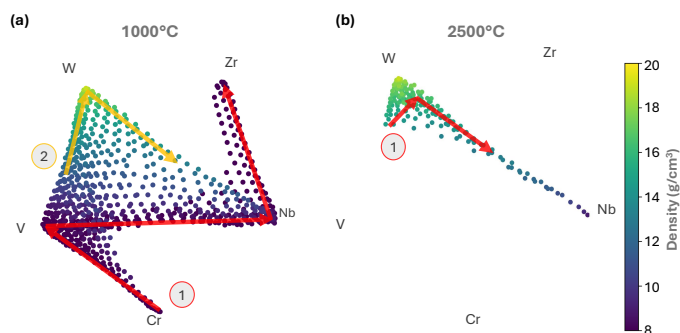 (a)
1000°C
W
Zr
2
V
Nb
1
Cr
(b)
2500°C
W
Zr
1
V
Nb
Cr
20
18
16
14
12
10
8
Density (g/cm³)